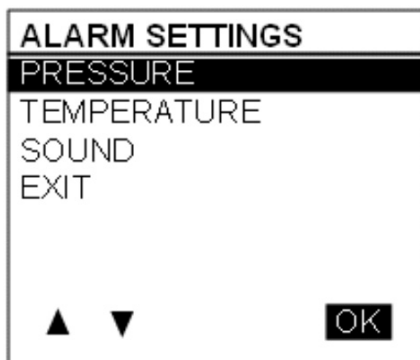 ALARM SETTINGS
PRESSURE
TEMPERATURE
SOUND
EXIT
▲ ▼ OK